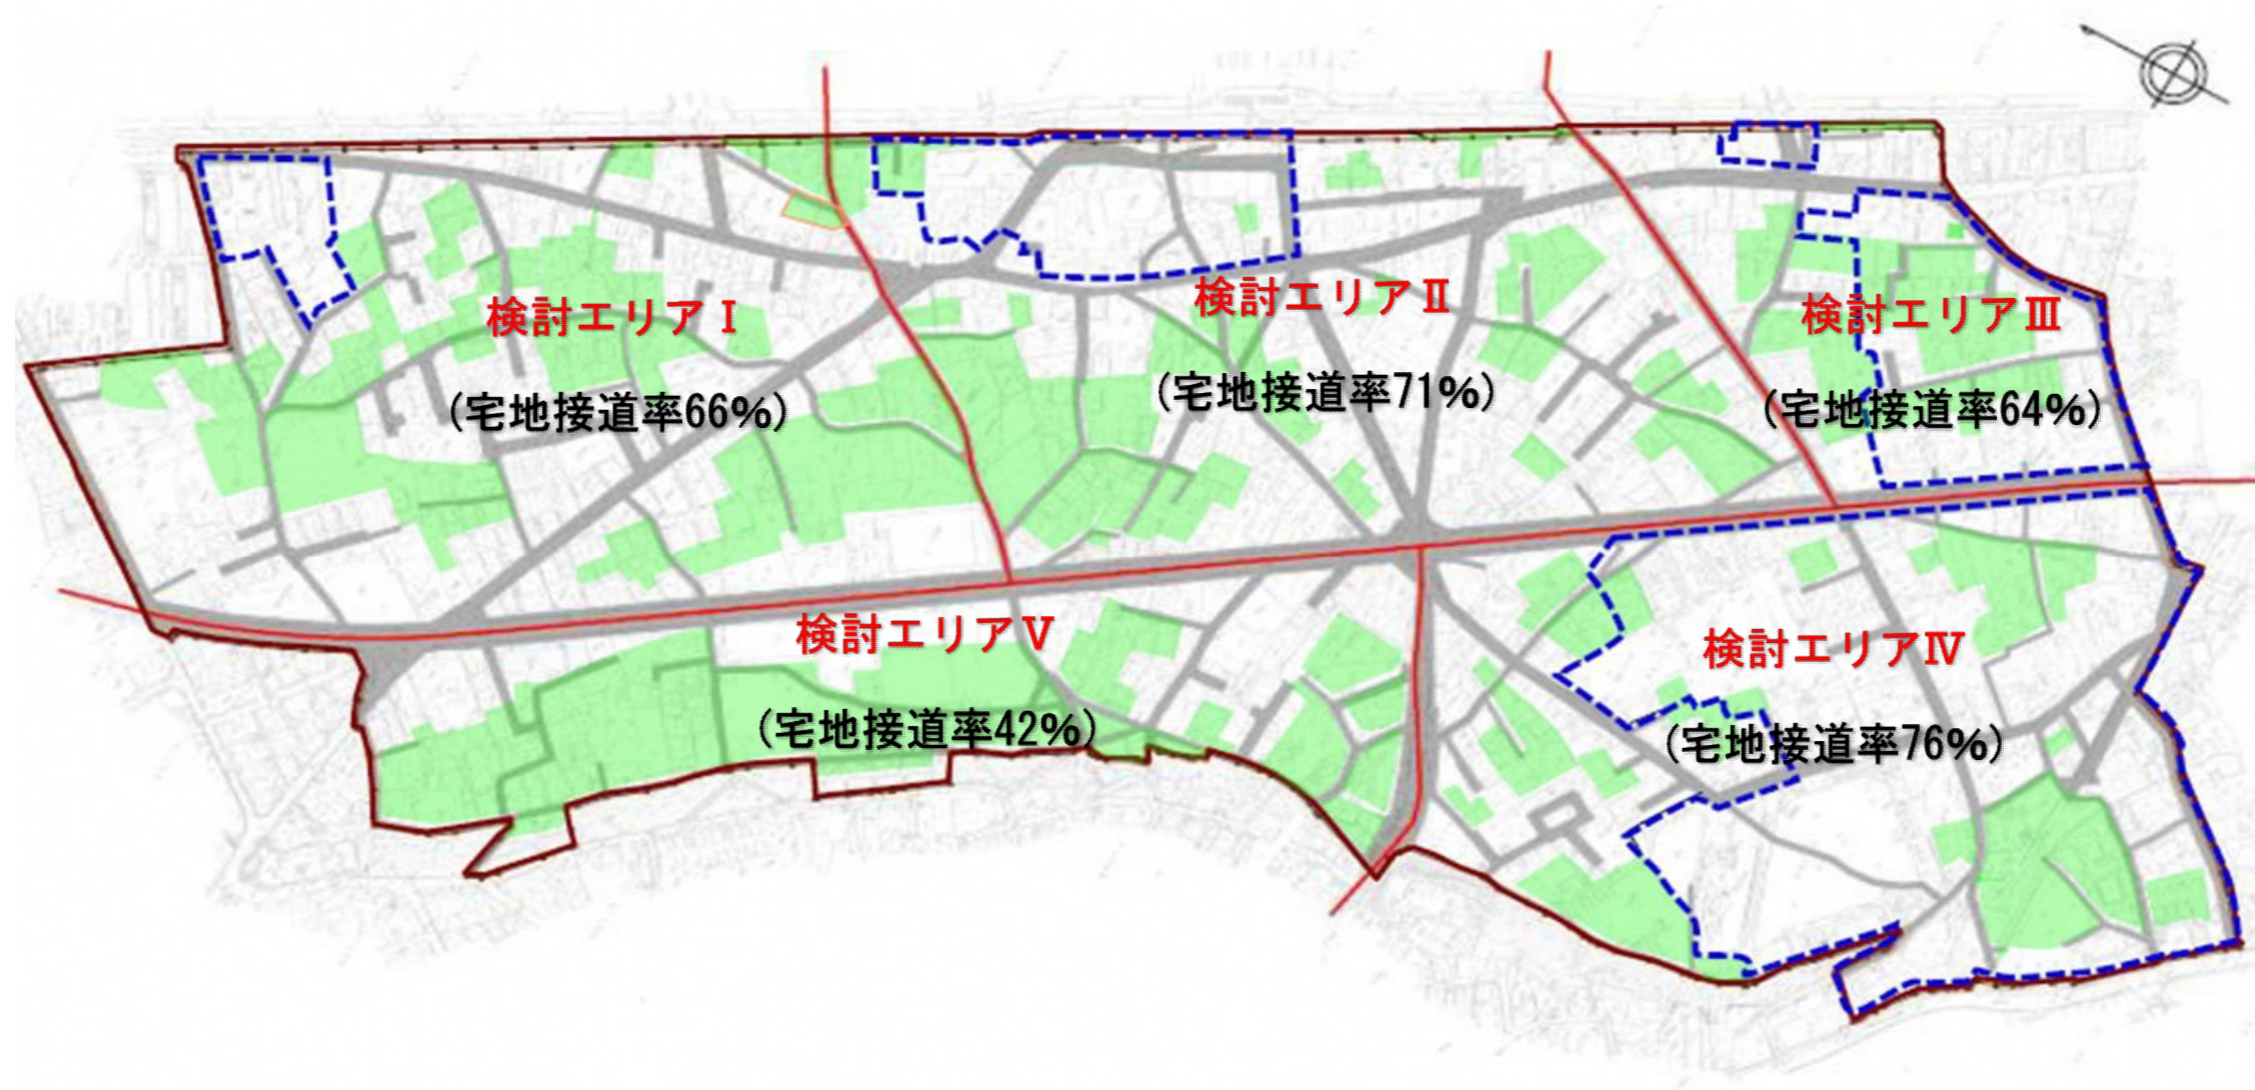 検討エリアⅠ
(宅地接道率66%)
検討エリアⅡ
(宅地接道率71%)
検討エリアⅢ
(宅地接道率64%)
検討エリアⅤ
(宅地接道率42%)
検討エリアⅣ
(宅地接道率76%)